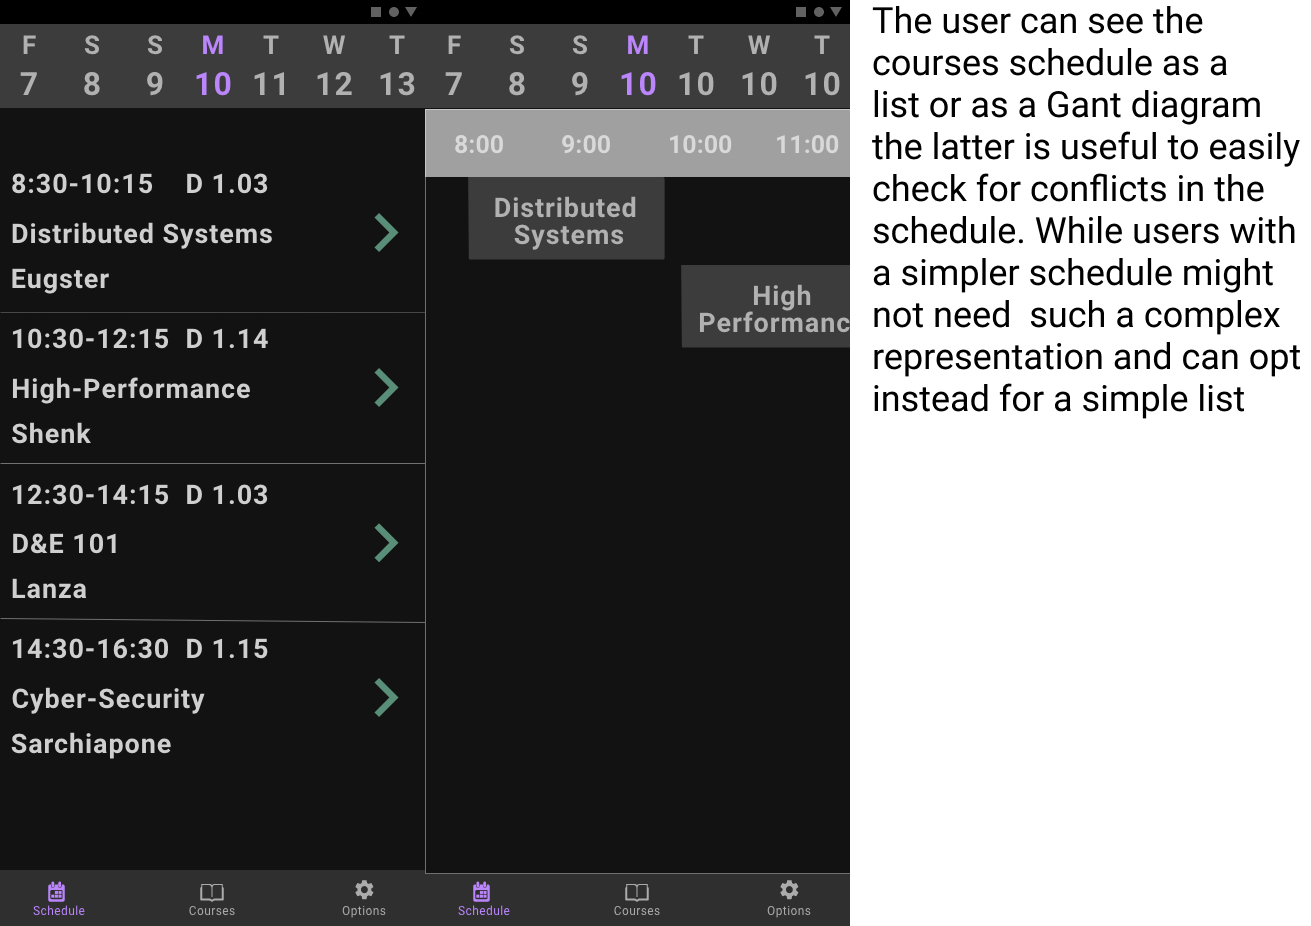 F S S M T W T
7 8 9 10 11 12 13
8:30-10:15 D 1.03
Distributed Systems
Eugster
10:30-12:15 D 1.14
High-Performance
Shenk
12:30-14:15 D 1.03
D&E 101
Lanza
14:30-16:30 D 1.15
Cyber-Security
Sarchiapone
Schedule Courses Options
F S S M T W T
7 8 9 10 10 10 10
8:00 9:00 10:00 11:00
Distributed
Systems
High
Performanc
Schedule Courses Options
The user can see the
courses schedule as a
list or as a Gant diagram
the latter is useful to easily
check for conflicts in the
schedule. While users with
a simpler schedule might
not need  such a complex
representation and can opt
instead for a simple list